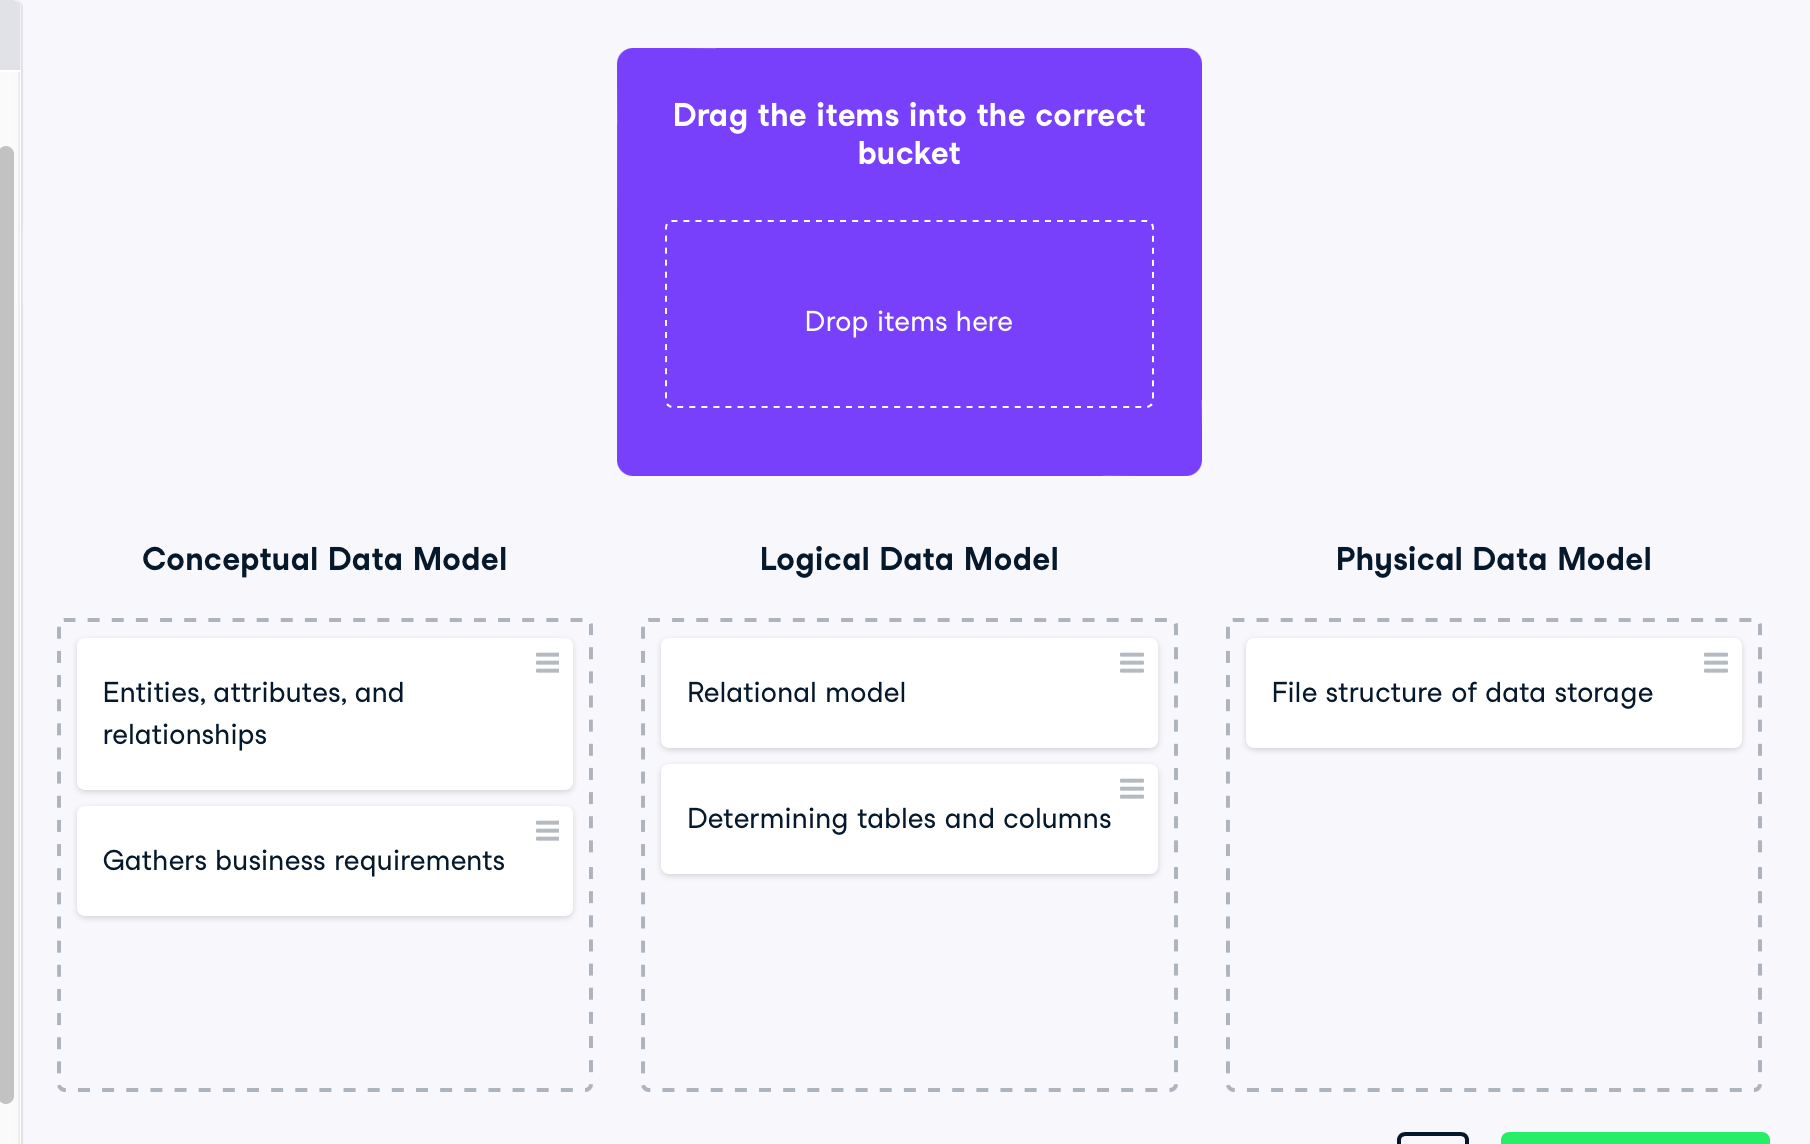 Drag the items into the correct
bucket
Drop items here
Conceptual Data Model
Entities, attributes, and
relationships
Gathers business requirements
Logical Data Model
Relational model
Determining tables and columns
Physical Data Model
File structure of data storage